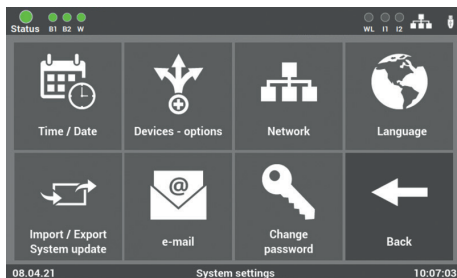 Status B1 B2 W WL I1 I2
Time / Date
Devices - options
Network
Language
@
Import / Export
System update
e-mail
Change
password
Back
08.04.21 System settings 10:07:03